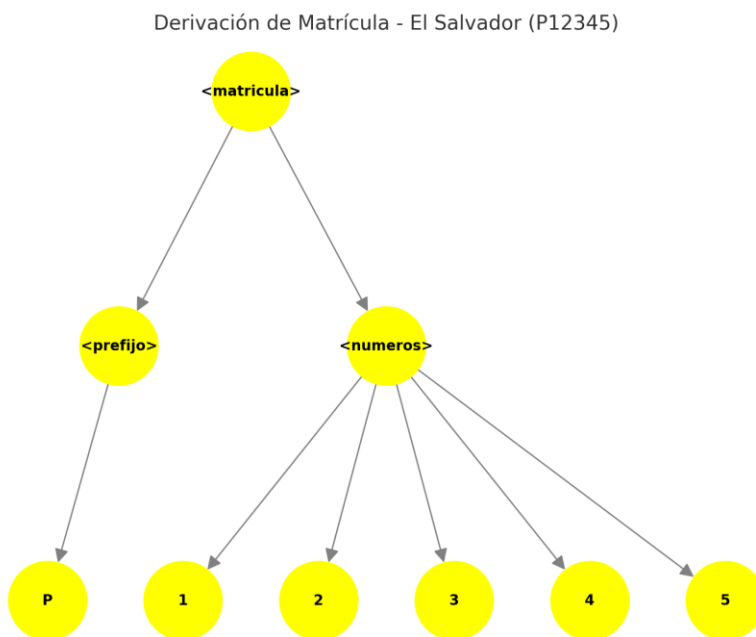 Derivación de Matrícula - El Salvador (P12345)
<matricula>
<prefijo> <numeros>
P 1 2 3 4 5